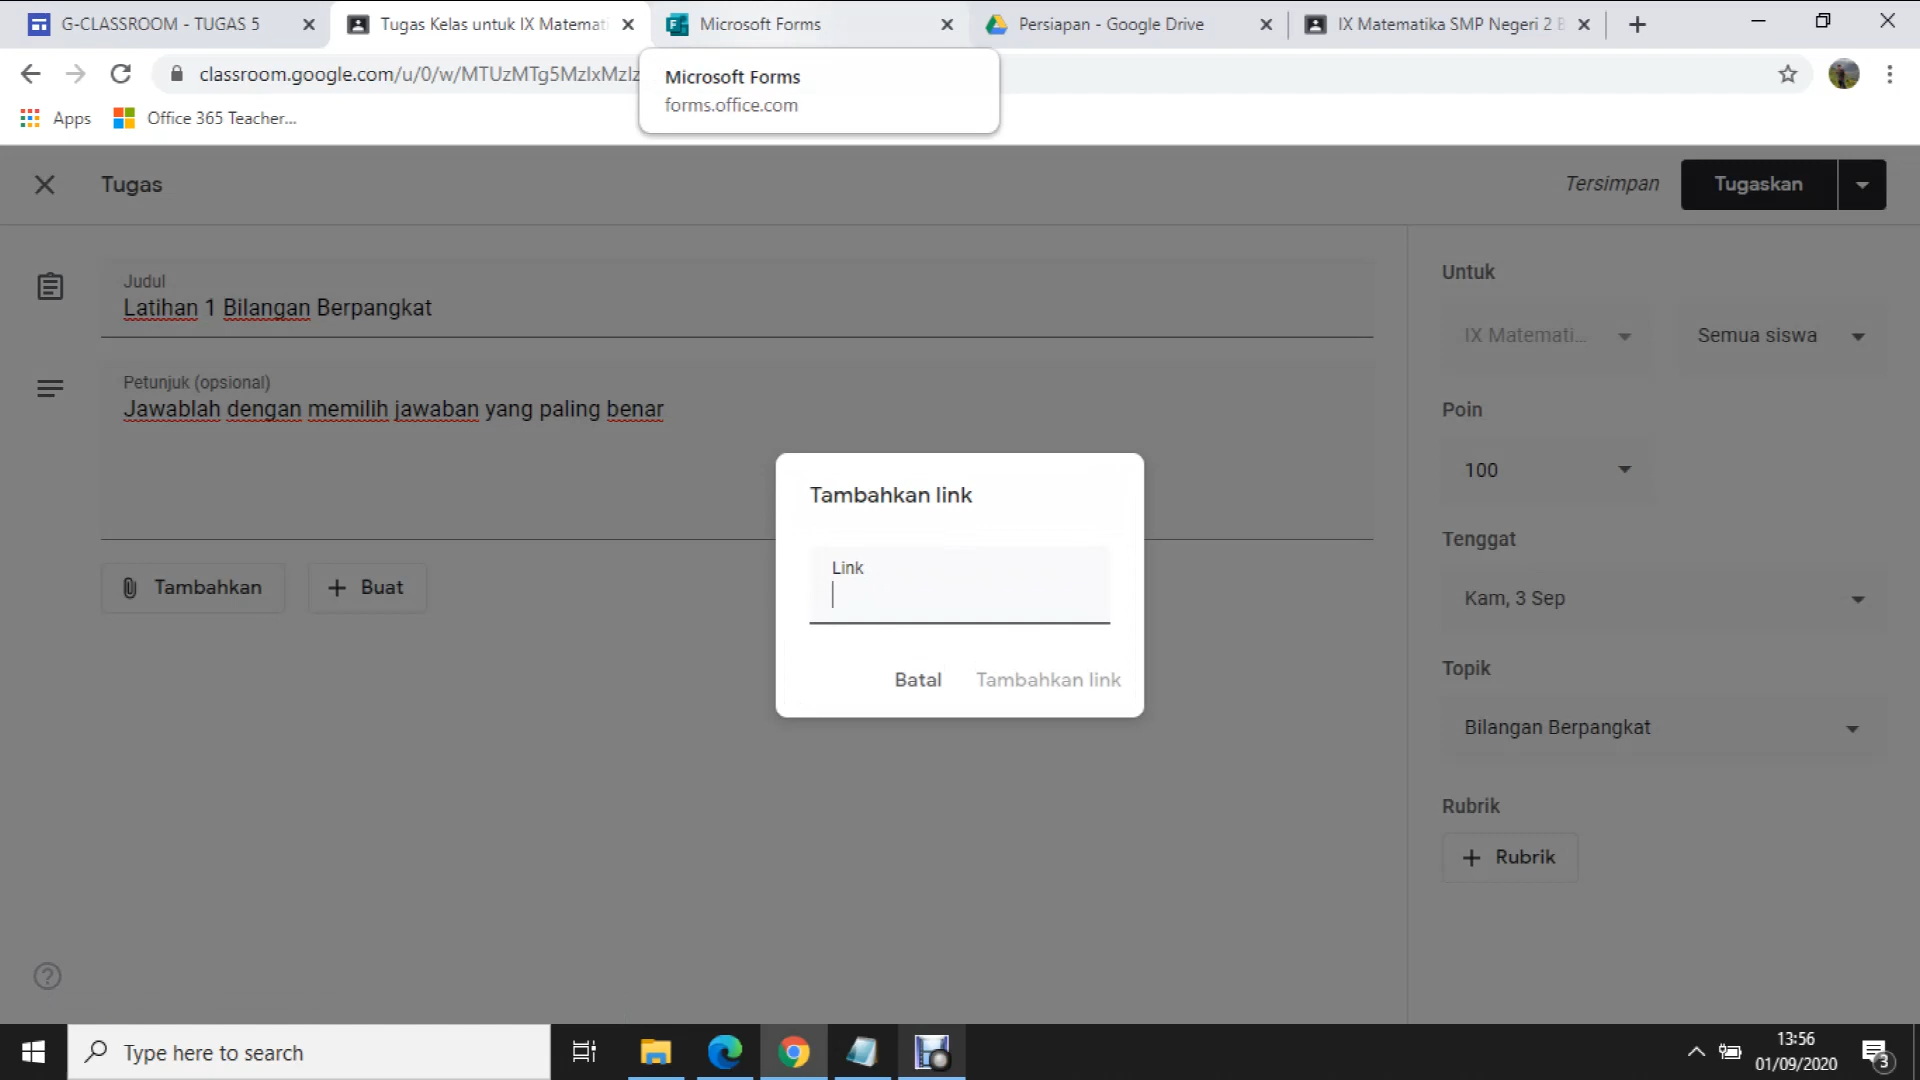 G-CLASSROOM - TUGAS 5
Tugas Kelas untuk IX Matemati
Microsoft Forms
Persiapan - Google Drive
IX Matematika SMP Negeri 2 B
classroom.google.com/u/0/w/MTUzMTg5MzIxMzIz
Microsoft Forms
forms.office.com
Apps
Office 365 Teacher...
Tugas
Tersimpan
Tugaskan
Judul
Latihan 1 Bilangan Berpangkat
Petunjuk (opsional)
Jawablah dengan memilih jawaban yang paling benar
Tambahkan
Buat
Untuk
IX Matemati...
Semua siswa
Poin
100
Tenggat
Kam, 3 Sep
Topik
Bilangan Berpangkat
Rubrik
Rubrik
Tambahkan link
Link
Batal
Tambahkan link
Type here to search
13:56
01/09/2020
3